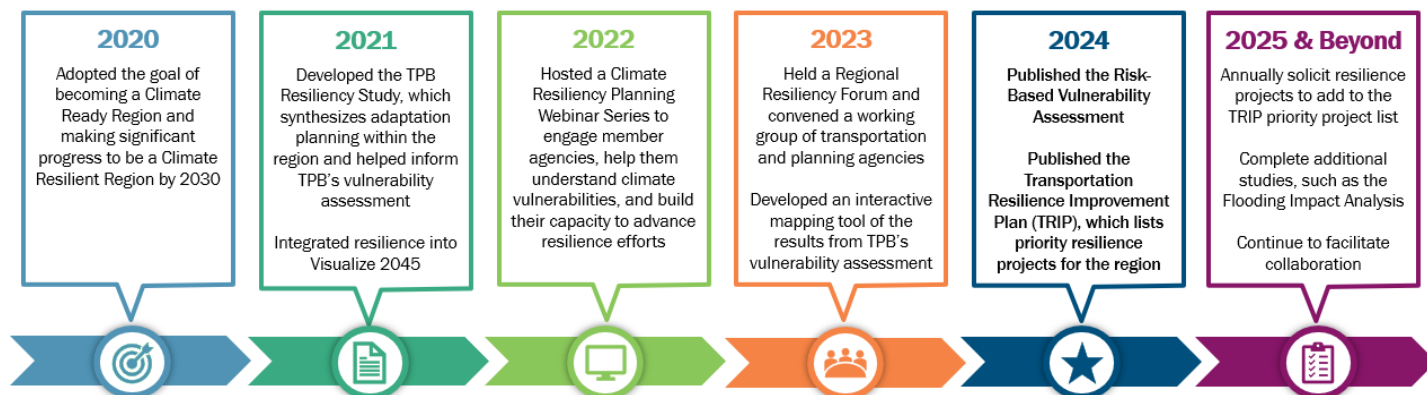 2020
Adopted the goal of
becoming a Climate
Ready Region and
making significant
progress to be a Climate
Resilient Region by 2030
2021
Developed the TPB
Resiliency Study, which
synthesizes adaptation
planning within the
region and helped inform
TPB's vulnerability
assessment
Integrated resilience into
Visualize 2045
2022
Hosted a Climate
Resiliency Planning
Webinar Series to
engage member
agencies, help them
understand climate
vulnerabilities, and build
their capacity to advance
resilience efforts
2023
Held a Regional
Resiliency Forum and
convened a working
group of transportation
and planning agencies
Developed an interactive
mapping tool of the
results from TPB's
vulnerability assessment
2024
Published the Risk-
Based Vulnerability
Assessment
Published the
Transportation
Resilience Improvement
Plan (TRIP), which lists
priority resilience
projects for the region
2025 & Beyond
Annually solicit resilience
projects to add to the
TRIP priority project list
Complete additional
studies, such as the
Flooding Impact Analysis
Continue to facilitate
collaboration